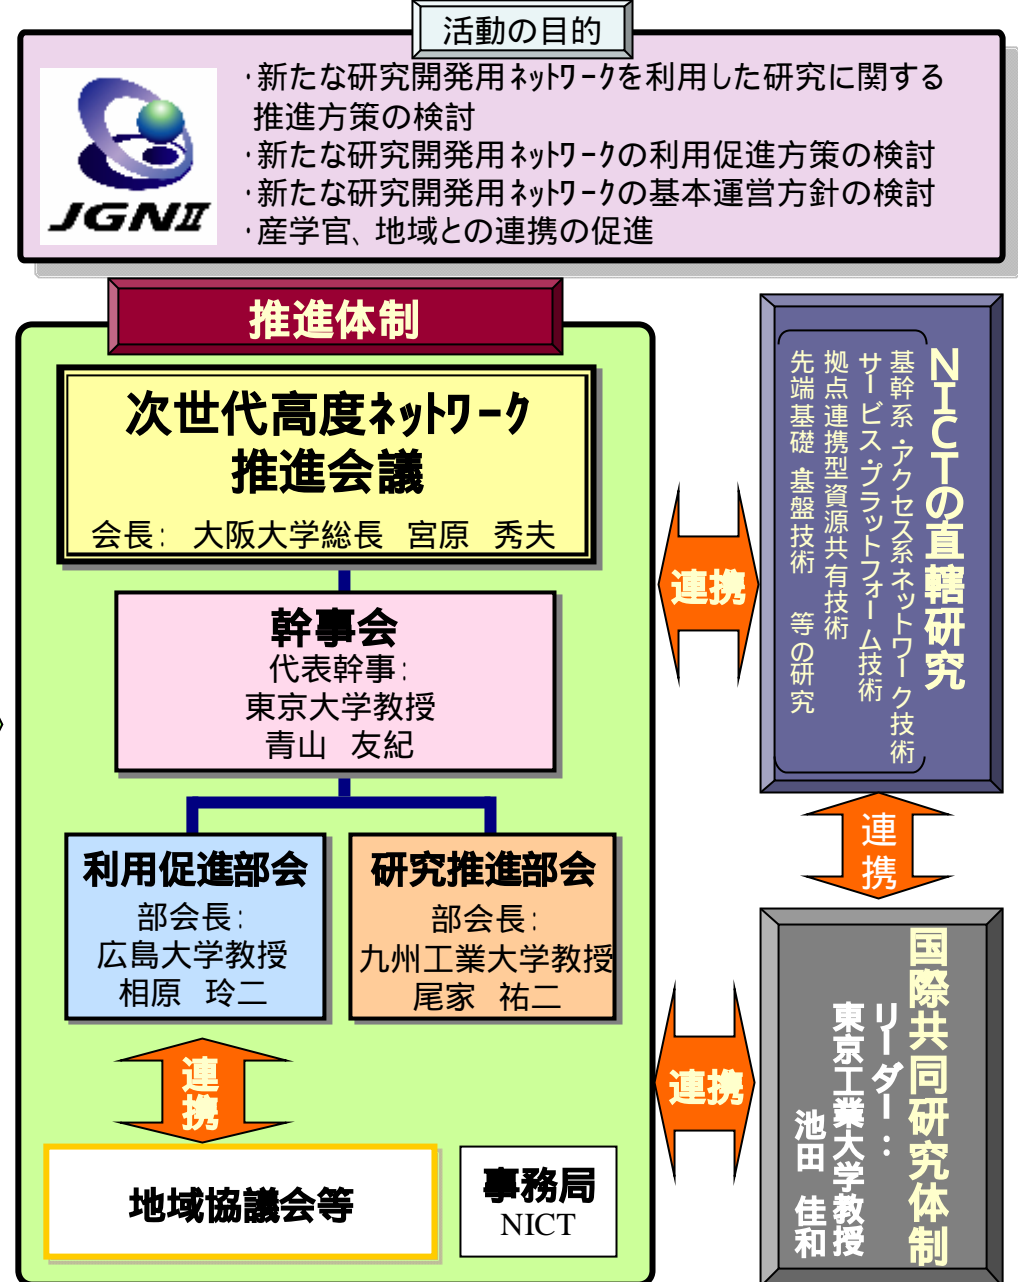 活動の目的
･新たな研究開発用ﾈｯﾄﾜｰｸを利用した研究に関する
推進方策の検討
･新たな研究開発用ﾈｯﾄﾜｰｸの利用促進方策の検討
･新たな研究開発用ﾈｯﾄﾜｰｸの基本運営方針の検討
･産学官、地域との連携の促進
JGNⅡ
推進体制
次世代高度ﾈｯﾄﾜｰｸ
推進会議
会長： 大阪大学総長 宮原 秀夫
幹事会
代表幹事：
東京大学教授
青山 友紀
利用促進部会
部会長：
広島大学教授
相原 玲二
研究推進部会
部会長：
九州工業大学教授
尾家 祐二
連携
地域協議会等
事務局
NICT
連携
NICTの直轄研究
基幹系・アクセス系ネットワーク技術
サービス・プラットフォーム技術
拠点連携型資源共有技術
先端基礎・基盤技術 等の研究
連携
連携
国際共同研究体制
リーダー：
東京工業大学教授
池田 佳和